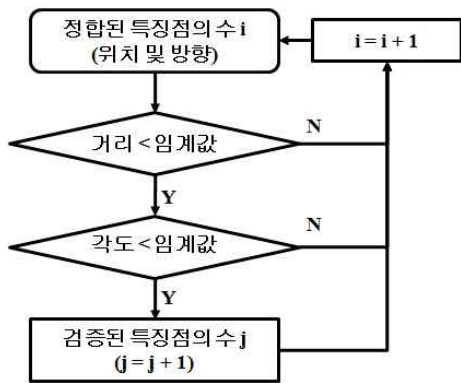 정합된 특징점의 수 i
(위치 및 방향)
i = i + 1
거리 < 임계값
N
Y
각도 < 임계값
N
Y
검증된 특징점의 수 j
(j = j + 1)